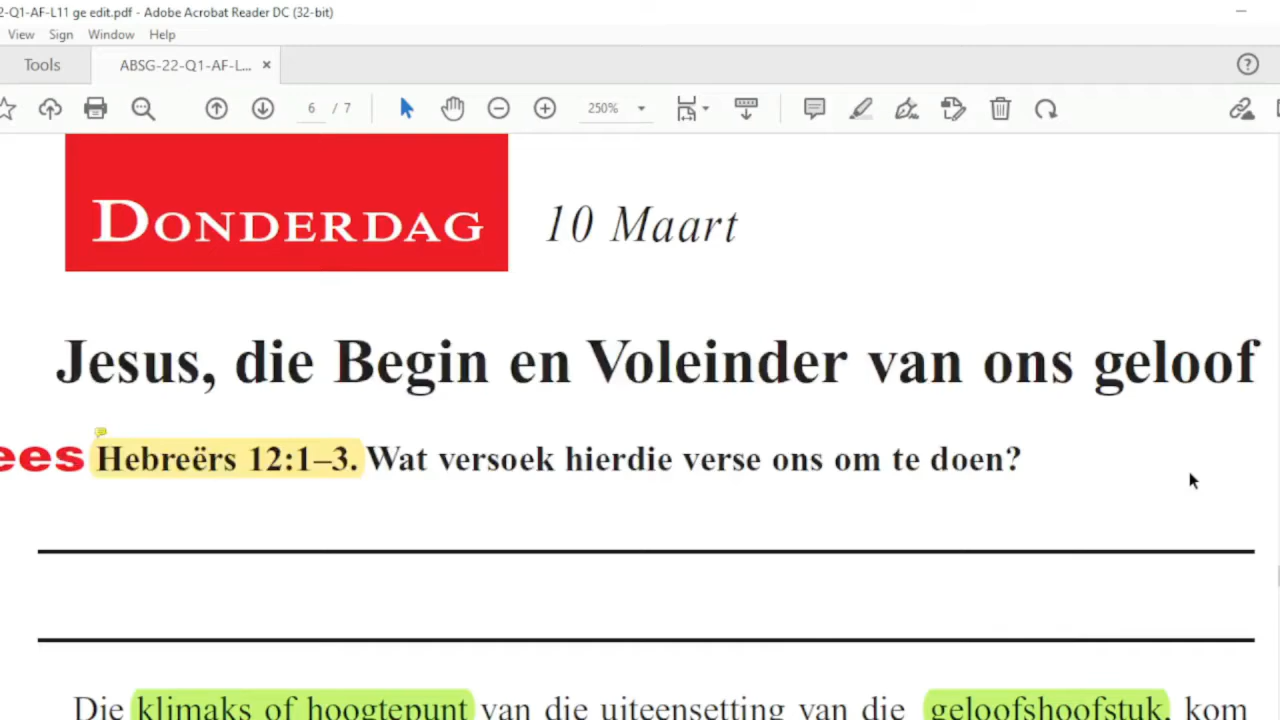 2-Q1-AF-L11 ge edit.pdf - Adobe Acrobat Reader DC (32-bit)
View Sign Window Help
Tools ABSG-22-Q1-AF-L... ×
6 / 7 250%
DONDERDAG 10 Maart
Jesus, die Begin en Voleinder van ons geloof
ees Hebreërs 12:1–3. Wat versoek hierdie verse ons om te doen?
Die klimaks of hoogtepunt van die uiteensetting van die geloofshoofstuk, kom